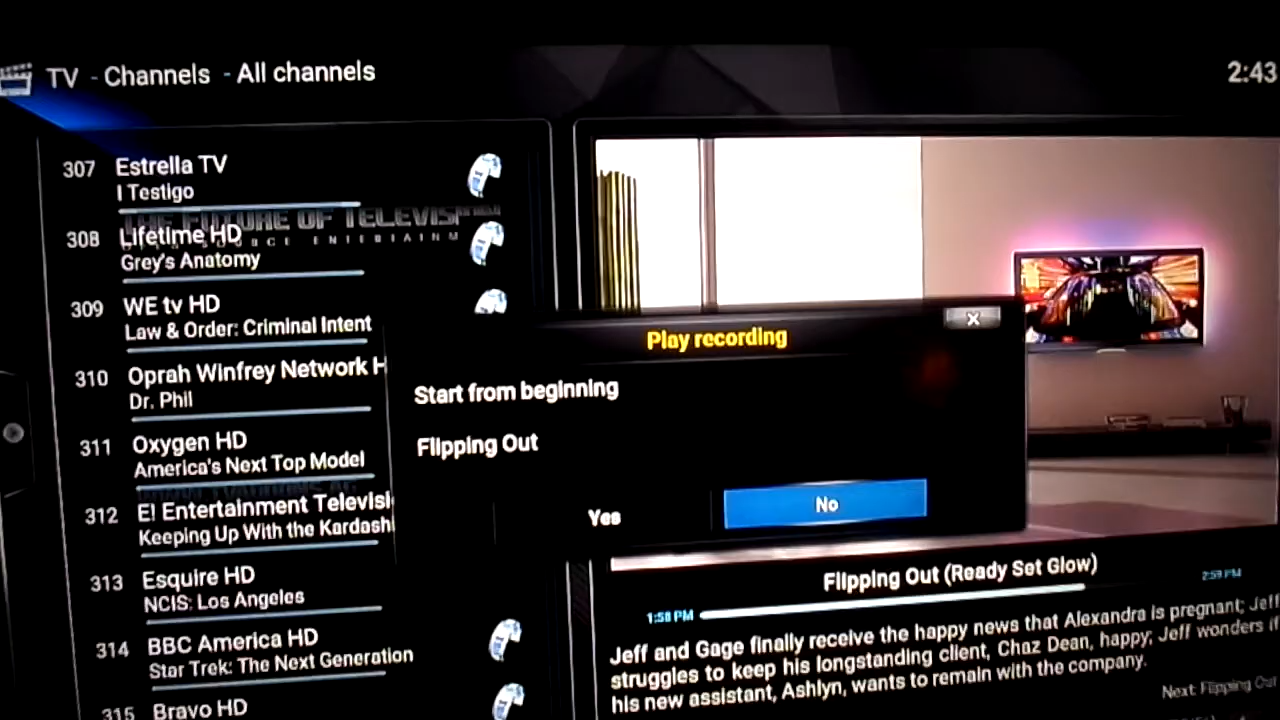 TV - Channels - All channels
2:43
307 Estrella TV
I Testigo
THE FUTURE OF
308 Lifetime HD
Grey's Anatomy
309 WE tv HD
Law & Order: Criminal Intent
310 Oprah Winfrey Network H
Dr. Phil
311 Oxygen HD
America's Next Top Model
312 E! Entertainment Televisi
Keeping Up With the Kardashi
313 Esquire HD
NCIS: Los Angeles
314 BBC America HD
Star Trek: The Next Generation
315 Bravo HD
Play recording
x
Start from beginning
Flipping Out
Yes
No
Flipping Out (Ready Set Glow)
1:58 PM
2:59 PM
Jeff and Gage finally receive the happy news that Alexandra is pregnant; Jeff
struggles to keep his longstanding client, Chaz Dean, happy; Jeff wonders if
his new assistant, Ashlyn, wants to remain with the company.
Next: Flipping Out